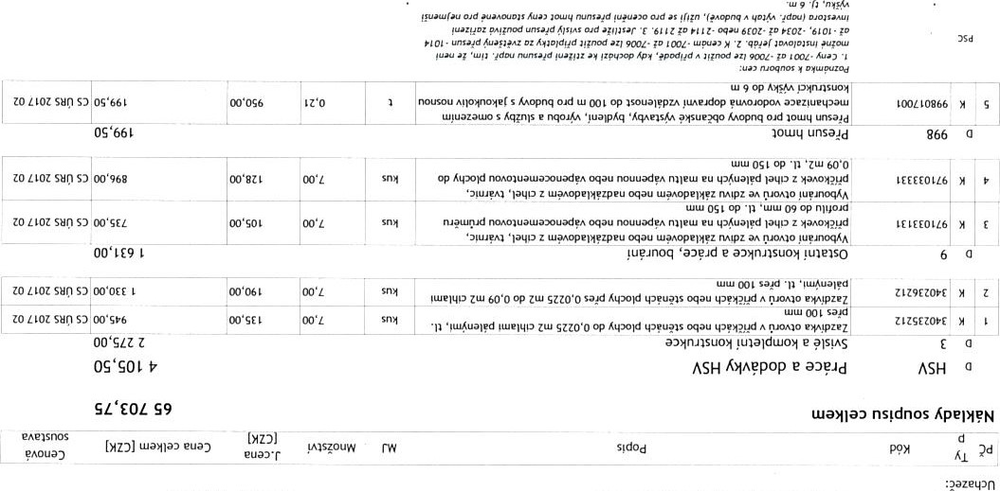 Uchazeč:
PČ Ty p Kód Popis MJ Množství J.cena [CZK] Cena celkem [CZK] Cenová soustava
Náklady soupisu celkem 65 703,75
D HSV Práce a dodávky HSV 4 105,50
D 3 Svislé a kompletní konstrukce 2 275,00
1 K 340235212 Zazdívka otvorů v příčkách nebo stěnách plochy do 0,0225 m2 cihlami pálenými, tl. kus 7,00 135,00 945,00 CS ÚRS 2017 02
přes 100 mm
2 K 340236212 Zazdívka otvorů v příčkách nebo stěnách plochy přes 0,0225 m2 do 0,09 m2 cihlami kus 7,00 190,00 1 330,00 CS ÚRS 2017 02
pálenými, tl. přes 100 mm
D 9 Ostatní konstrukce a práce, bourání 1 631,00
3 K 971033131 Vybourání otvorů ve zdivu základovém nebo nadzákladovém z cihel, tvárnic, kus 7,00 105,00 735,00 CS ÚRS 2017 02
příčkovek z cihel pálených na maltu vápennou nebo vápenocementovou průměru
profilu do 60 mm, tl. do 150 mm
4 K 971033331 Vybourání otvorů ve zdivu základovém nebo nadzákladovém z cihel, tvárnic, kus 7,00 128,00 896,00 CS ÚRS 2017 02
příčkovek z cihel pálených na maltu vápennou nebo vápenocementovou plochy do
0,09 m2, tl. do 150 mm
D 998 Přesun hmot 199,50
5 K 998017001 Přesun hmot pro budovy občanské výstavby, bydlení, výrobu a služby s omezením t 0,21 950,00 199,50 CS ÚRS 2017 02
mechanizace vodorovná dopravní vzdálenost do 100 m pro budovy s jakoukoliv nosnou
konstrukcí výšky do 6 m
Poznámka k souboru cen:
PSC 1. Ceny -7001 až -7006 lze použít v případě, kdy dochází ke ztížení přesunu např. tím, že není
možné instalovat jeřáb. 2. K cenám -7001 až -7006 lze použít příplatky za zvětšený přesun -1014
až -1019, -2034 až -2039 nebo -2114 až 2119. 3. Jestliže pro svislý přesun používá zařízení
investora (např. výtah v budově), užijí se pro ocenění přesunu hmot ceny stanovené pro nejmenší
výšku, tj. 6 m.